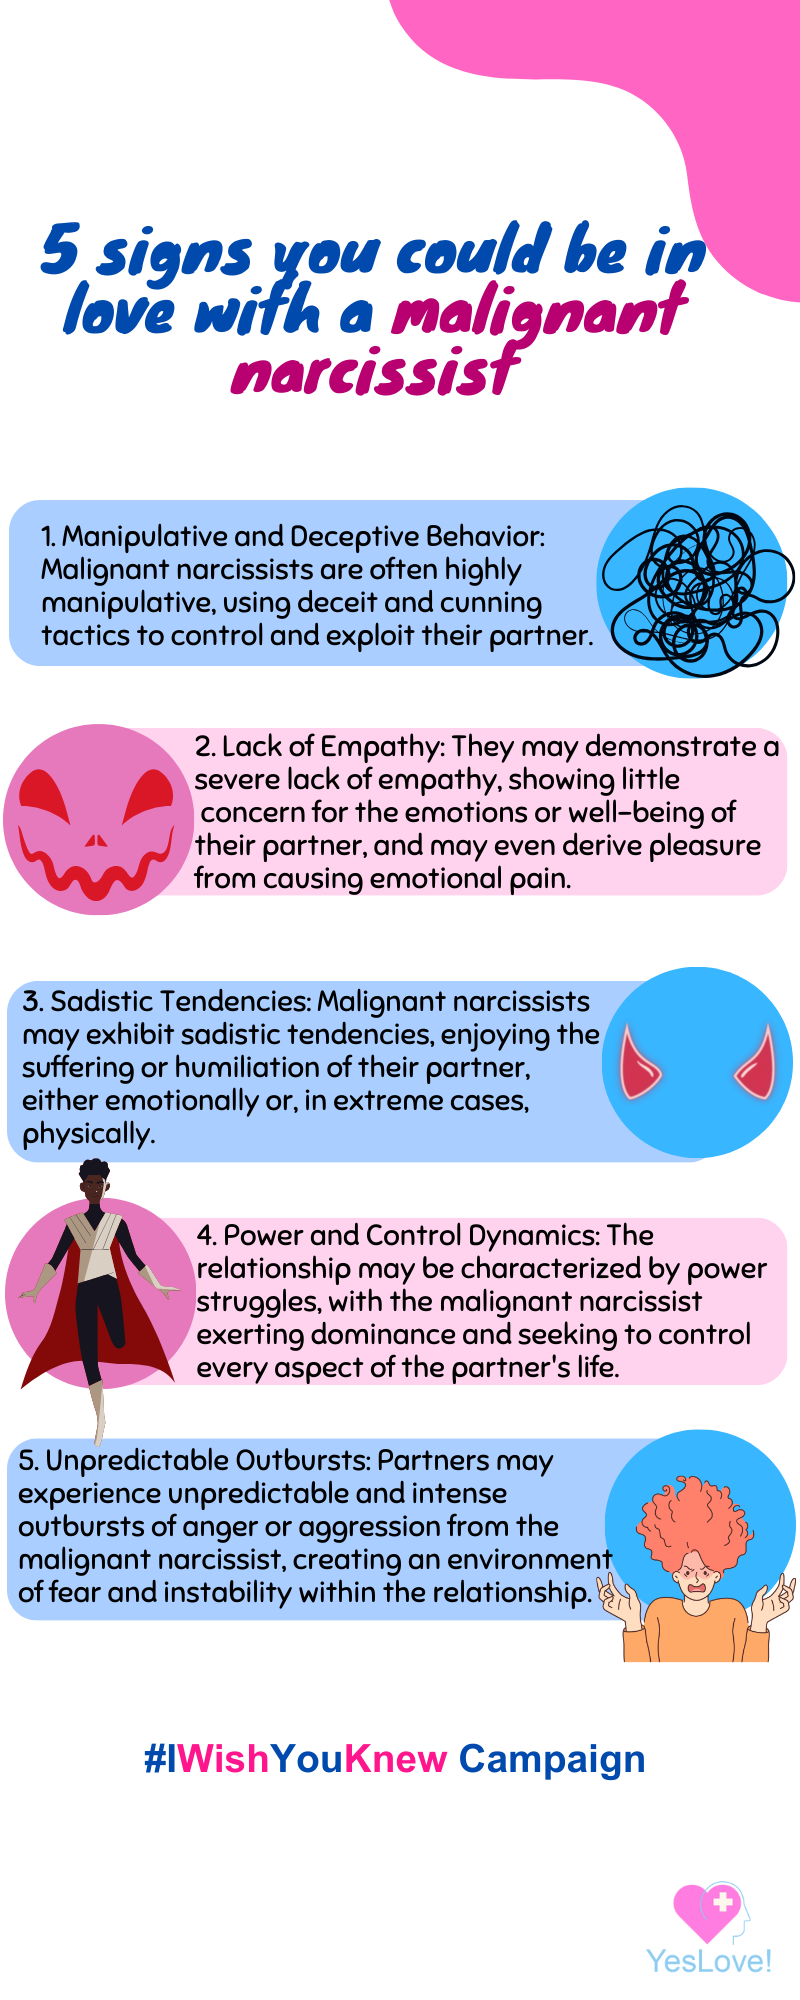 5 signs you could be in
love with a malignant
narcissist
1. Manipulative and Deceptive Behavior:
Malignant narcissists are often highly
manipulative, using deceit and cunning
tactics to control and exploit their partner.
2. Lack of Empathy: They may demonstrate a
severe lack of empathy, showing little
concern for the emotions or well-being of
their partner, and may even derive pleasure
from causing emotional pain.
3. Sadistic Tendencies: Malignant narcissists
may exhibit sadistic tendencies, enjoying the
suffering or humiliation of their partner,
either emotionally or, in extreme cases,
physically.
4. Power and Control Dynamics: The
relationship may be characterized by power
struggles, with the malignant narcissist
exerting dominance and seeking to control
every aspect of the partner's life.
5. Unpredictable Outbursts: Partners may
experience unpredictable and intense
outbursts of anger or aggression from the
malignant narcissist, creating an environment
of fear and instability within the relationship.
#IWishYouKnew Campaign
YesLove!